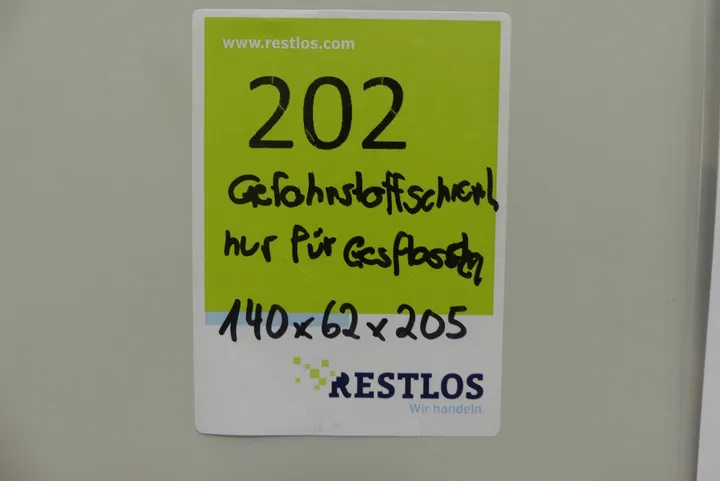 www.restlos.com
202
Gefahrstoffschrank
nur für Gasflaschen
140x62x205
RESTLOS
Wir handeln.